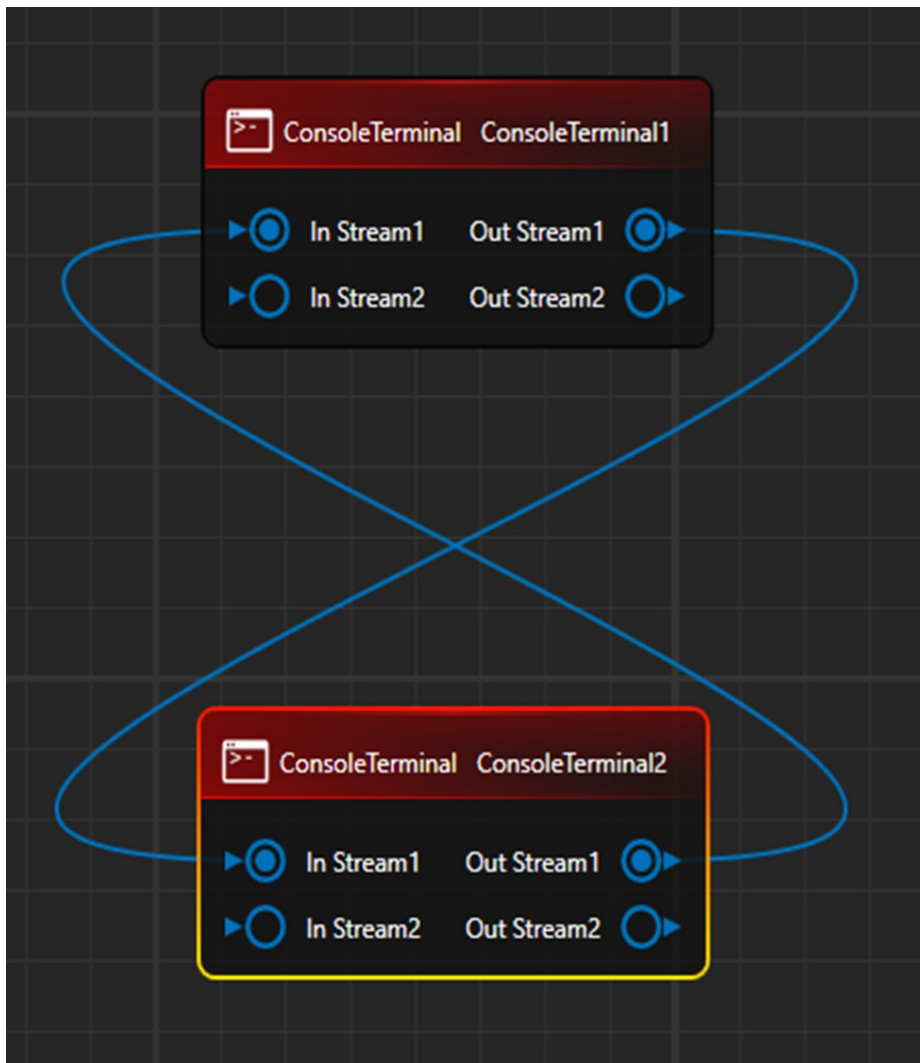 ConsoleTerminal ConsoleTerminal1
In Stream1 Out Stream1
In Stream2 Out Stream2
ConsoleTerminal ConsoleTerminal2
In Stream1 Out Stream1
In Stream2 Out Stream2